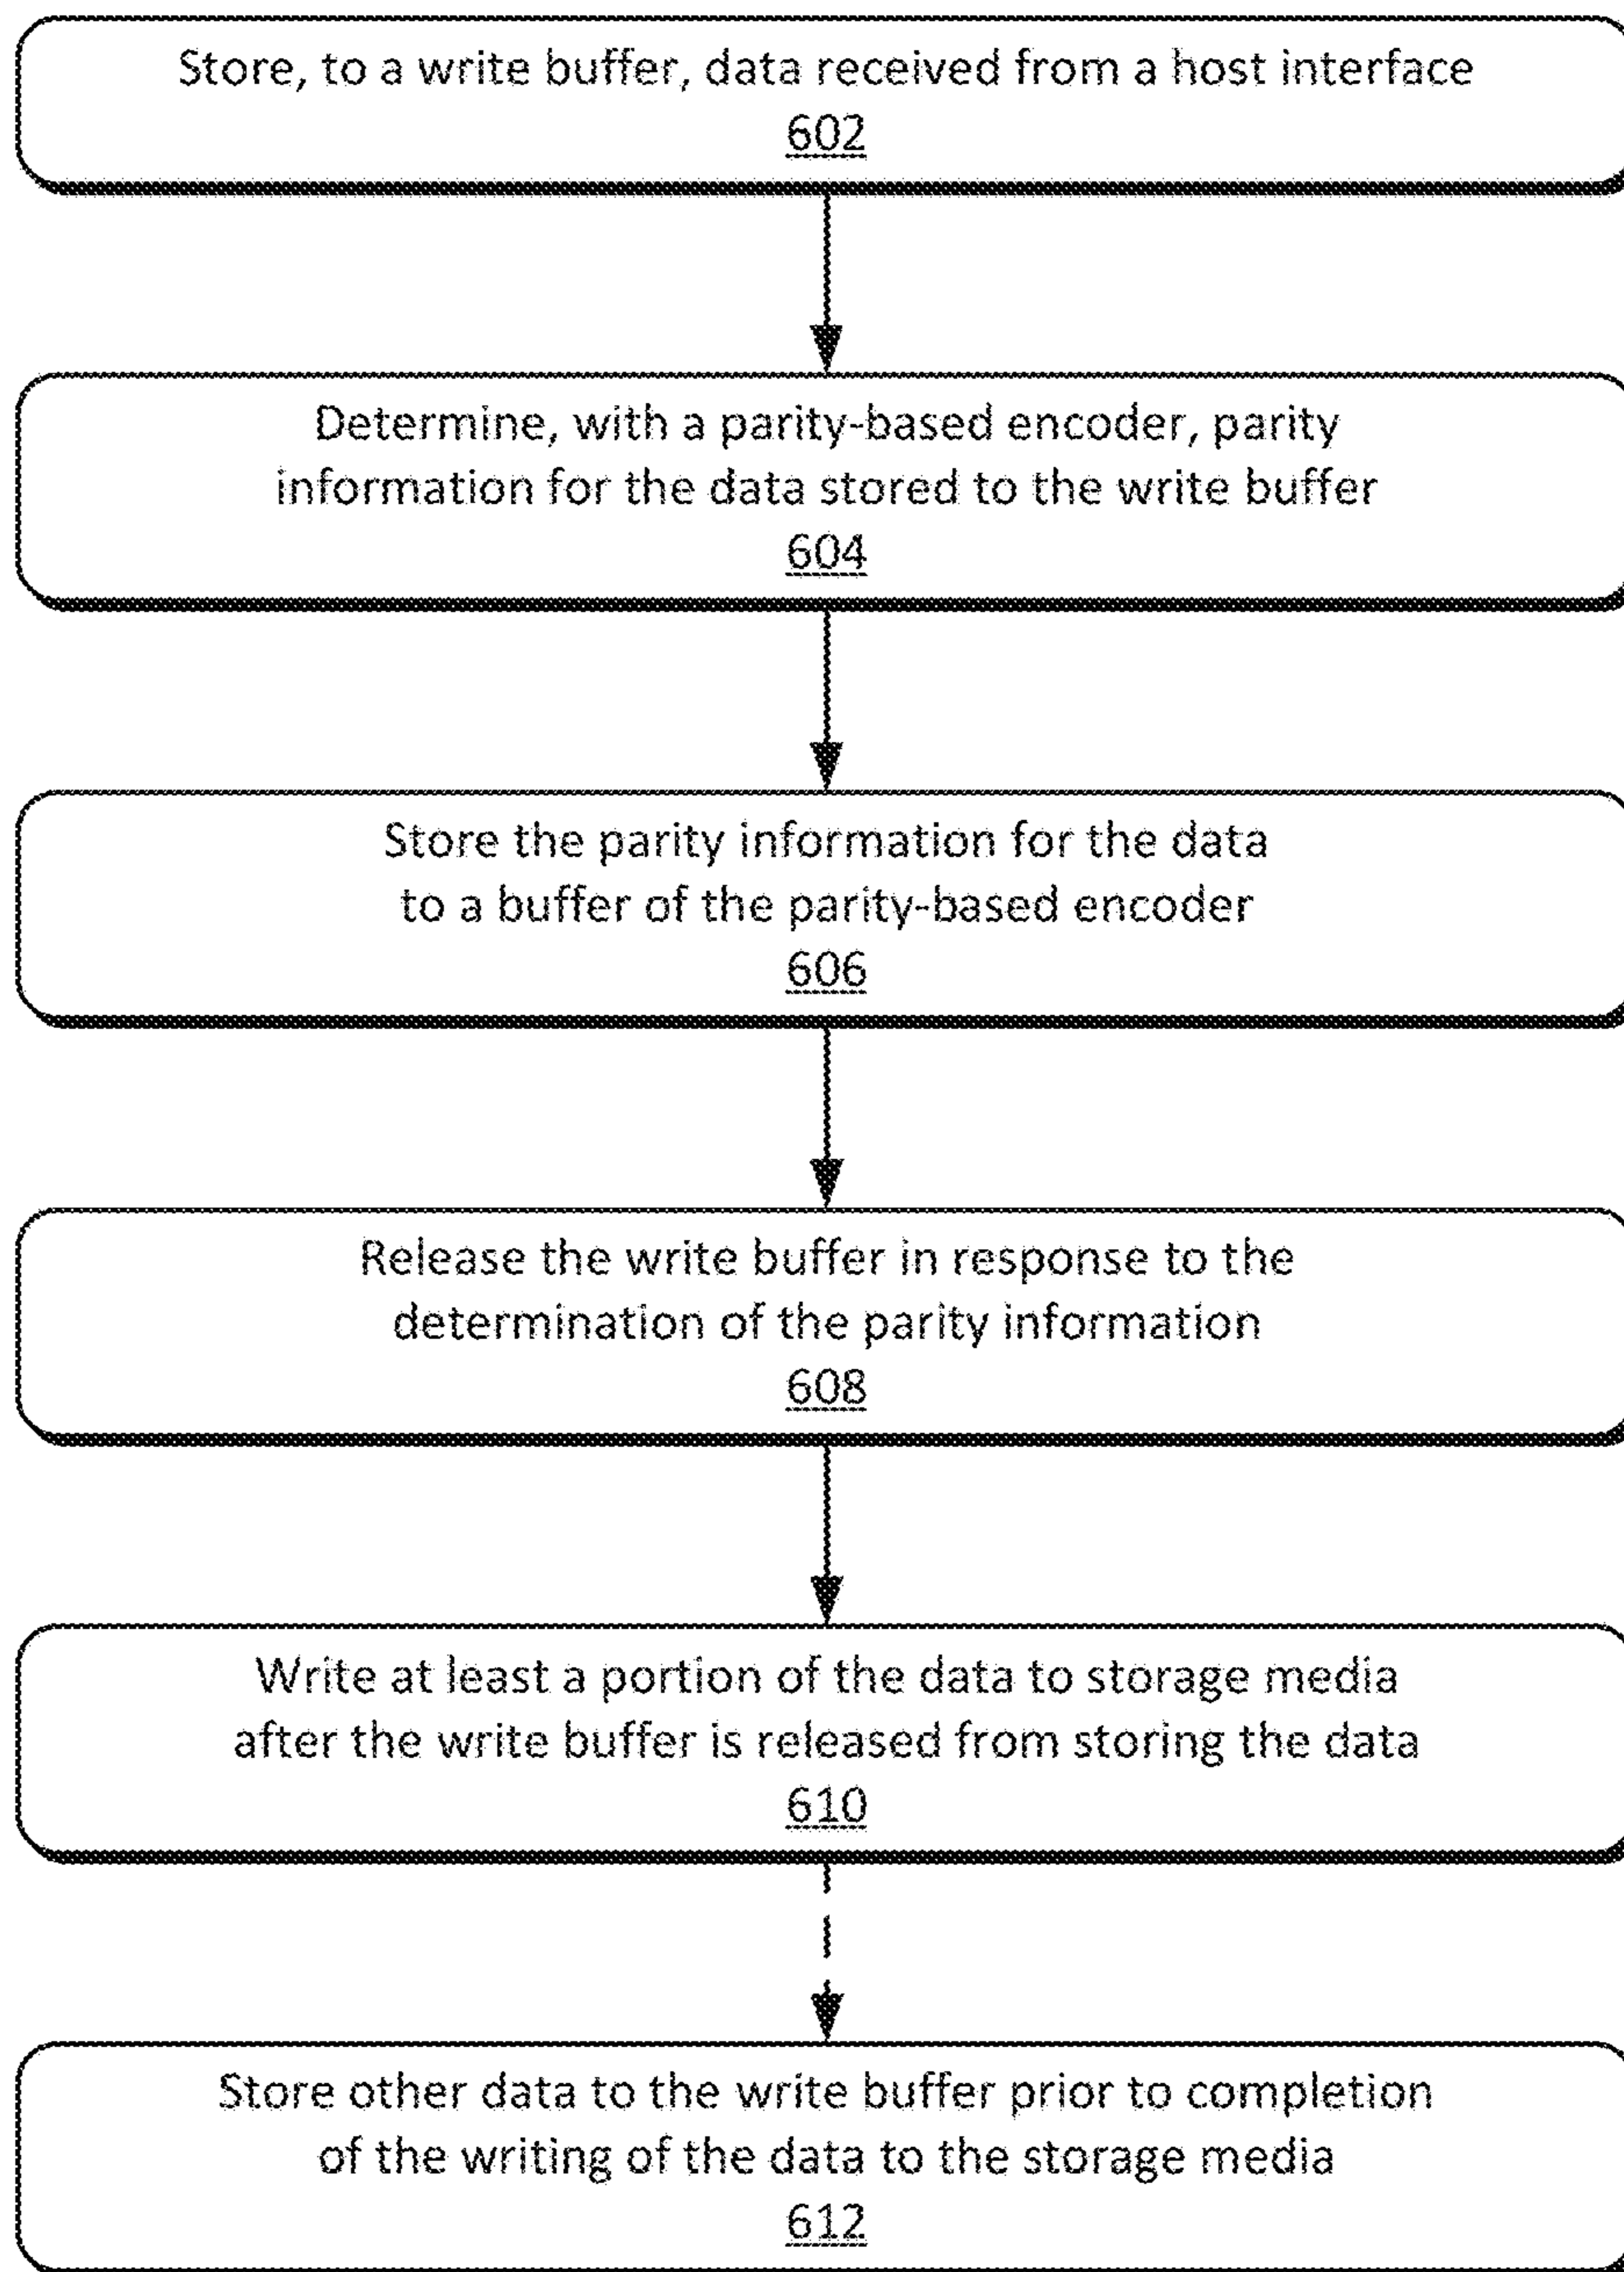 Store, to a write buffer, data received from a host interface
602
Determine, with a parity-based encoder, parity
information for the data stored to the write buffer
604
Store the parity information for the data
to a buffer of the parity-based encoder
606
Release the write buffer in response to the
determination of the parity information
608
Write at least a portion of the data to storage media
after the write buffer is released from storing the data
610
Store other data to the write buffer prior to completion
of the writing of the data to the storage media
612